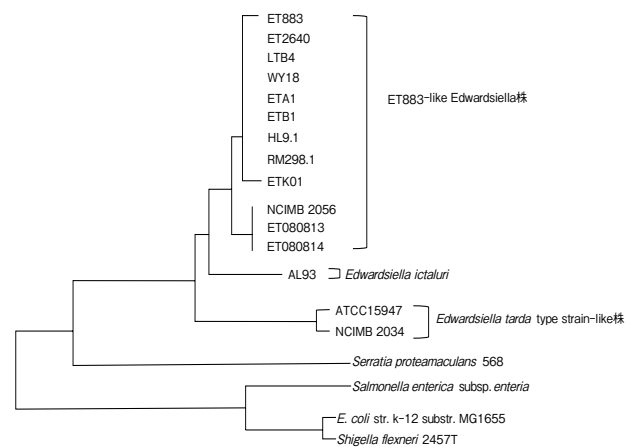 ET883
ET2640
LTB4
WY18
ETA1
ETB1
HL9.1
RM298.1
ETK01
NCIMB 2056
ET080813
ET080814
ET883-like Edwardsiella株
AL93
Edwardsiella ictaluri
ATCC15947
NCIMB 2034
Edwardsiella tarda type strain-like株
Serratia proteamaculans 568
Salmonella enterica subsp. enteria
E. coli str. k-12 substr. MG1655
Shigella flexneri 2457T